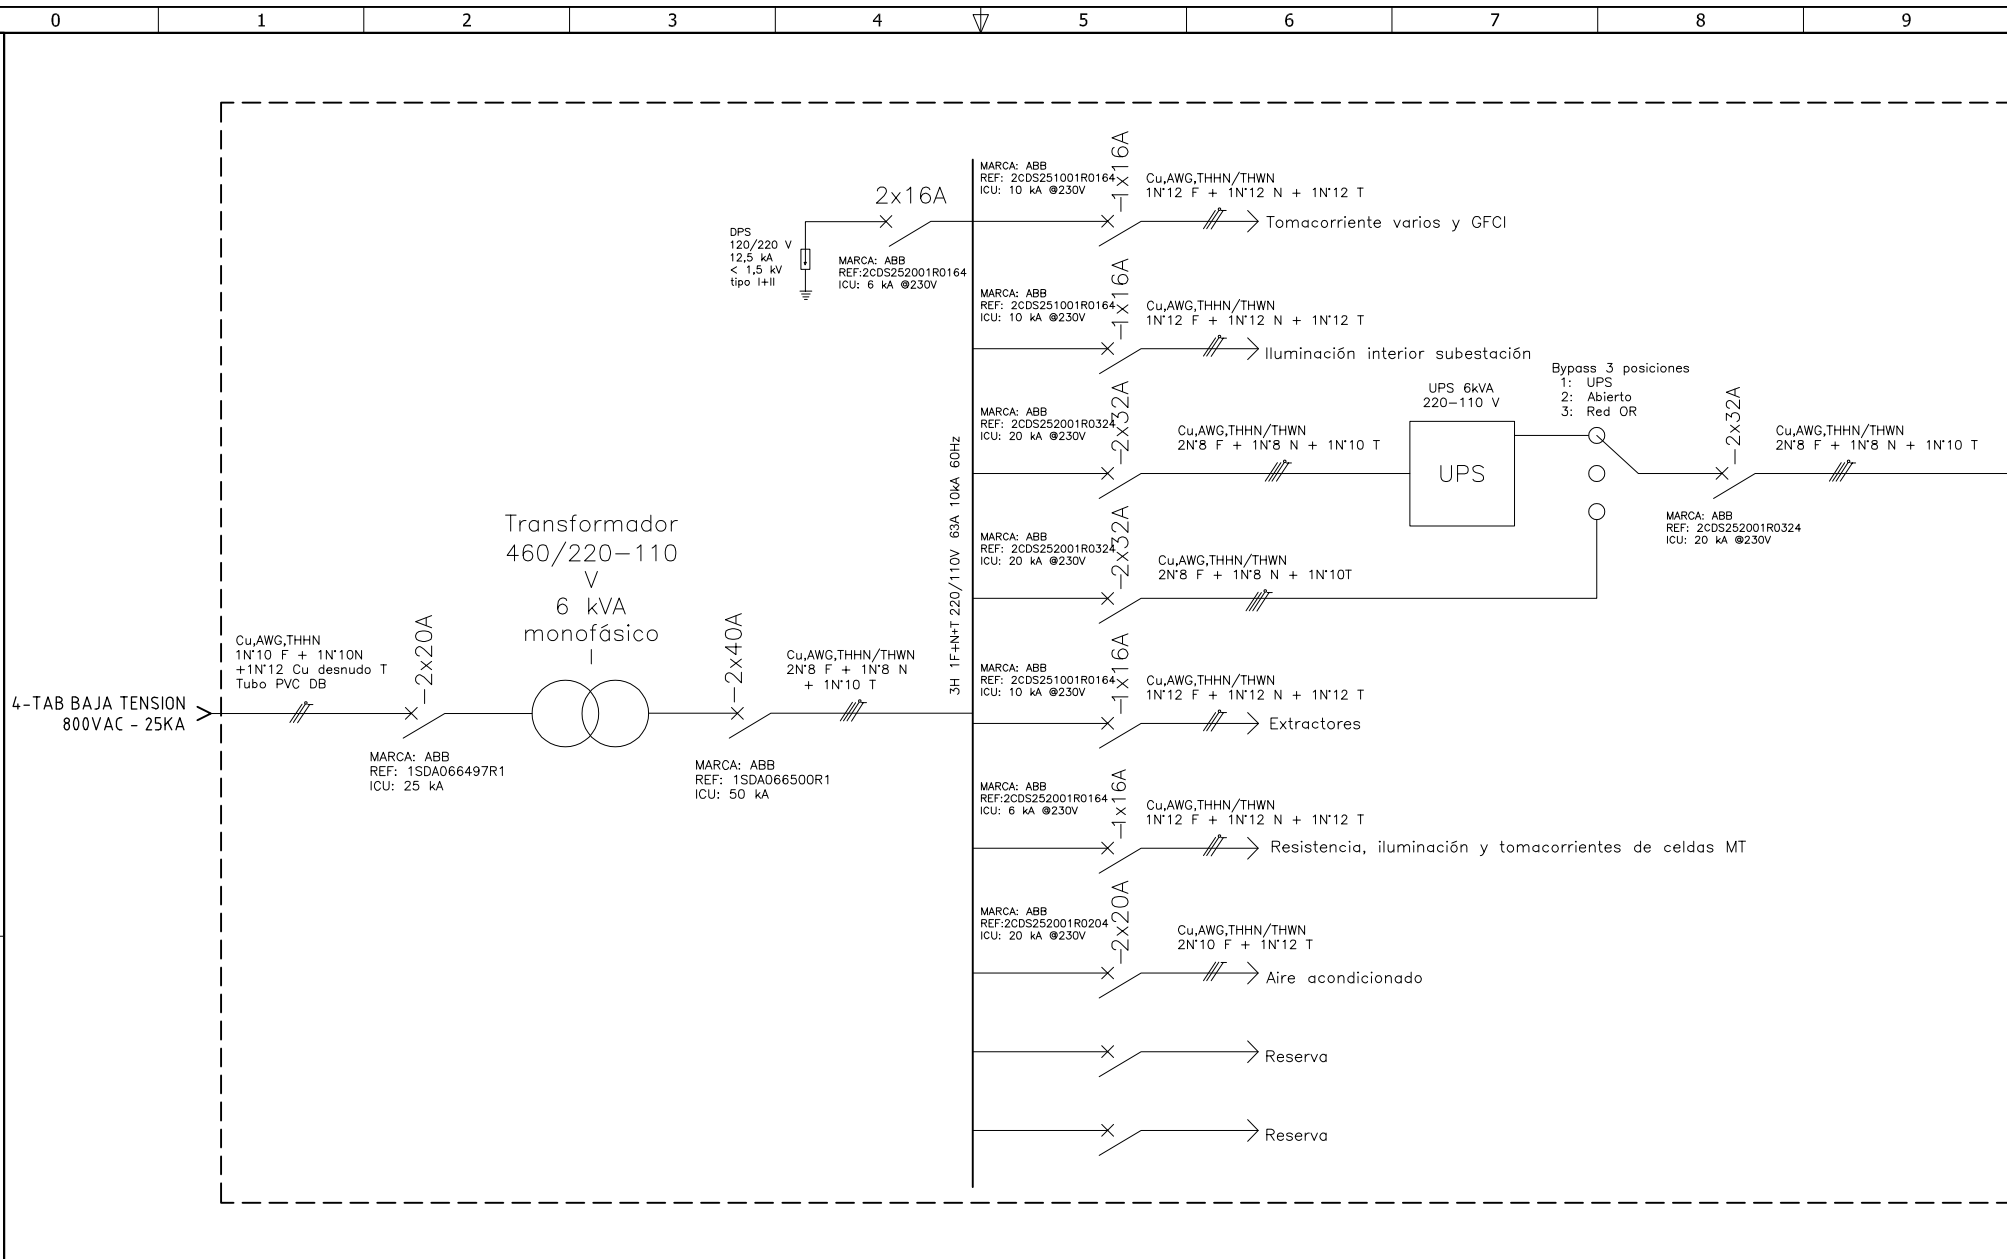 0 1 2 3 4 5 6 7 8 9
2x16A
DPS
120/220 V
12,5 kA
< 1,5 kV
tipo I+II
MARCA: ABB
REF:2CDS252001R0164
ICU: 6 kA @230V
MARCA: ABB
REF: 2CDS251001R0164
ICU: 10 kA @230V
-1x16A
Cu,AWG,THHN/THWN
1N°12 F + 1N°12 N + 1N°12 T
Tomacorriente varios y GFCI
MARCA: ABB
REF: 2CDS251001R0164
ICU: 10 kA @230V
-1x16A
Cu,AWG,THHN/THWN
1N°12 F + 1N°12 N + 1N°12 T
Iluminación interior subestación
MARCA: ABB
REF: 2CDS252001R0324
ICU: 20 kA @230V
-2x32A
Cu,AWG,THHN/THWN
2N°8 F + 1N°8 N + 1N°10 T
UPS 6kVA
220-110 V
UPS
Bypass 3 posiciones
1: UPS
2: Abierto
3: Red OR
-2x32A
MARCA: ABB
REF: 2CDS252001R0324
ICU: 20 kA @230V
Cu,AWG,THHN/THWN
2N°8 F + 1N°8 N + 1N°10 T
MARCA: ABB
REF: 2CDS252001R0324
ICU: 20 kA @230V
-2x32A
Cu,AWG,THHN/THWN
2N°8 F + 1N°8 N + 1N°10T
4-TAB BAJA TENSION
800VAC - 25KA
Cu,AWG,THHN
1N°10 F + 1N°10N
+1N°12 Cu desnudo T
Tubo PVC DB
-2x20A
MARCA: ABB
REF: 1SDA066497R1
ICU: 25 kA
Transformador
460/220-110
V
6 kVA
monofásico
-2x40A
MARCA: ABB
REF: 1SDA066500R1
ICU: 50 kA
Cu,AWG,THHN/THWN
2N°8 F + 1N°8 N
+ 1N°10 T
3H 1F+N+T 220/110V 63A 10kA 60Hz
MARCA: ABB
REF: 2CDS251001R0164
ICU: 10 kA @230V
-1x16A
Cu,AWG,THHN/THWN
1N°12 F + 1N°12 N + 1N°12 T
Extractores
MARCA: ABB
REF:2CDS252001R0164
ICU: 6 kA @230V
-1x16A
Cu,AWG,THHN/THWN
1N°12 F + 1N°12 N + 1N°12 T
Resistencia, iluminación y tomacorrientes de celdas MT
MARCA: ABB
REF:2CDS252001R0204
ICU: 20 kA @230V
-2x20A
Cu,AWG,THHN/THWN
2N°10 F + 1N°12 T
Aire acondicionado
Reserva
Reserva